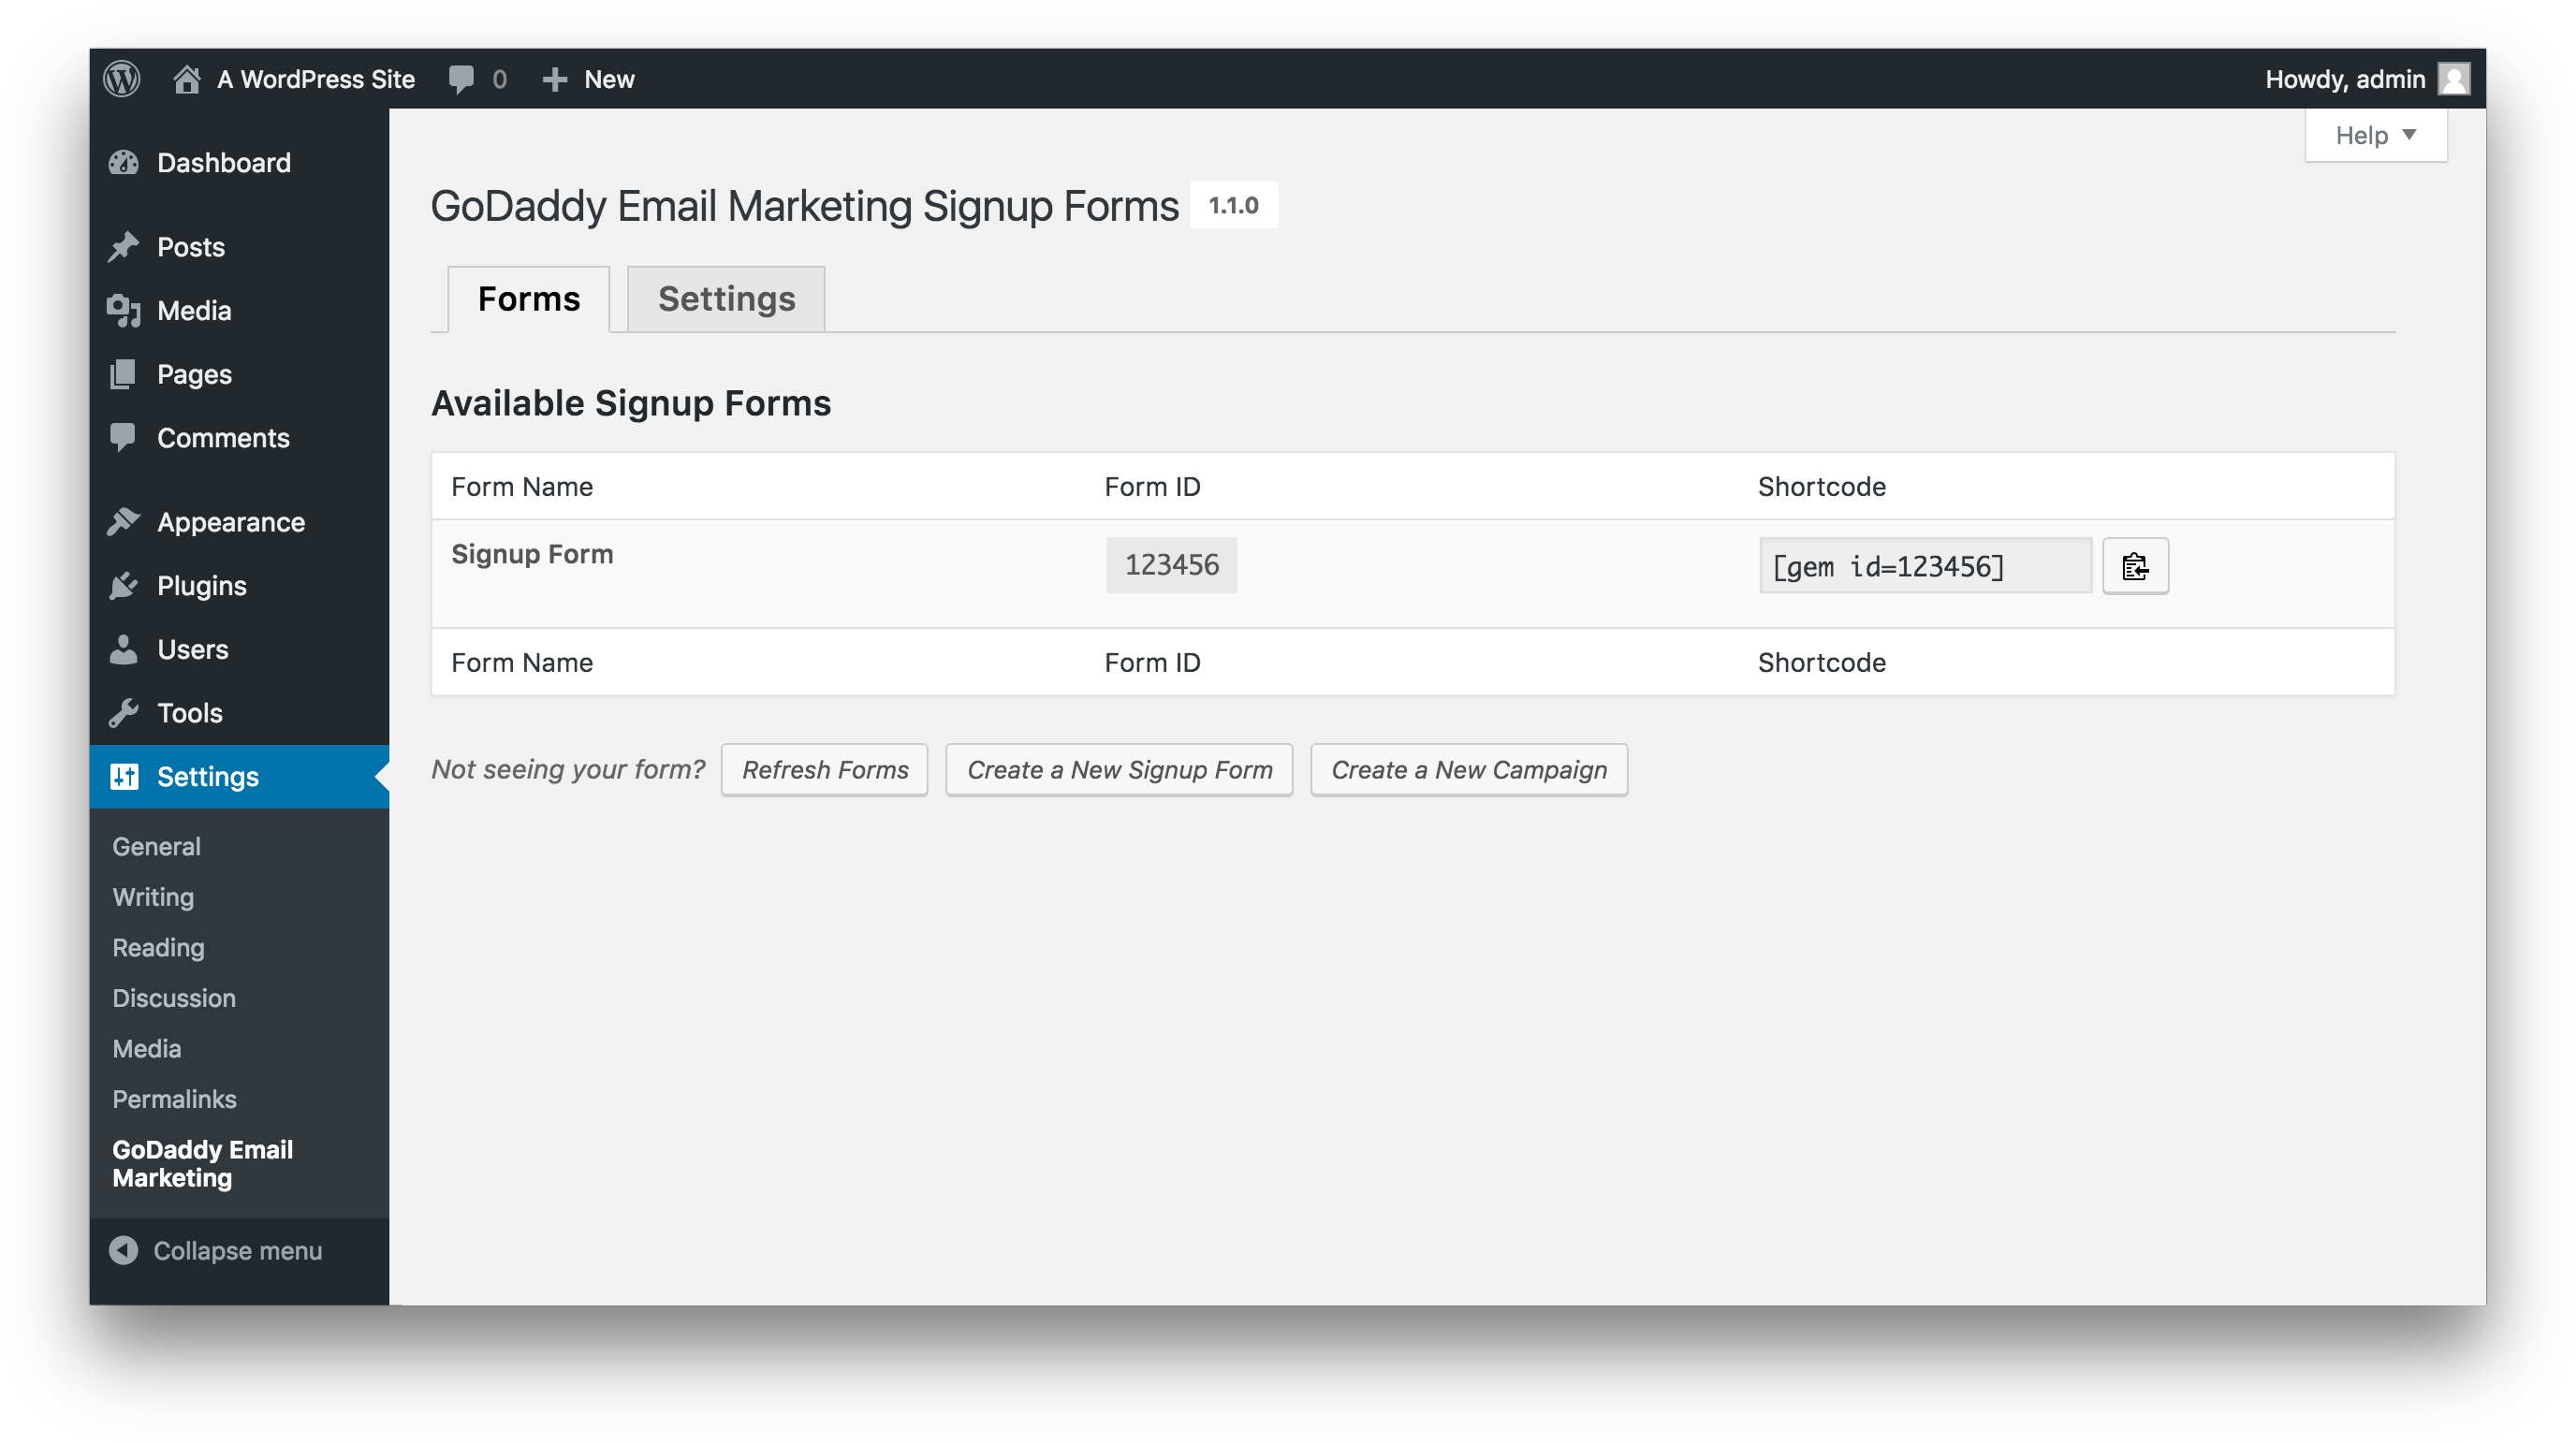 A WordPress Site 0 New Howdy, admin
Help
Dashboard
Posts
Media
Pages
Comments
Appearance
Plugins
Users
Tools
Settings
General
Writing
Reading
Discussion
Media
Permalinks
GoDaddy Email
Marketing
Collapse menu
GoDaddy Email Marketing Signup Forms 1.1.0
Forms Settings
Available Signup Forms
Form Name Form ID Shortcode
Signup Form 123456 [gem id=123456]
Form Name Form ID Shortcode
Not seeing your form? Refresh Forms Create a New Signup Form Create a New Campaign